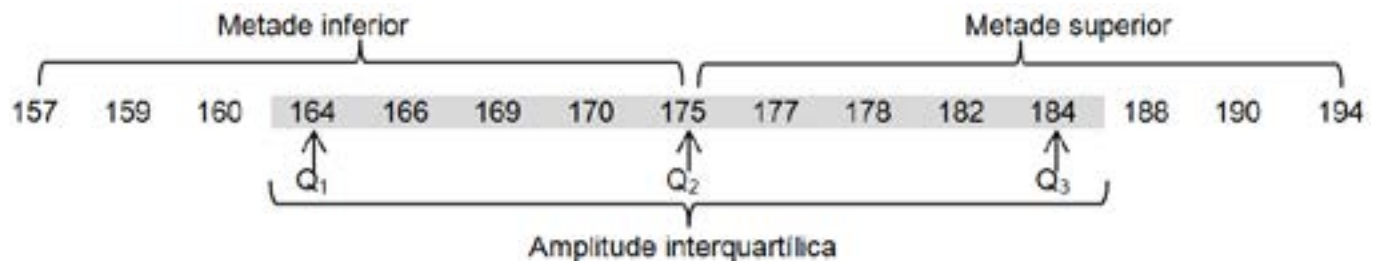 Metade inferior Metade superior
157 159 160 164 166 169 170 175 177 178 182 184 188 190 194
Q₁ Q₂ Q₃
Amplitude interquartílica